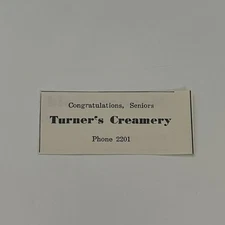 Congratulations, Seniors
Turner's Creamery
Phone 2201